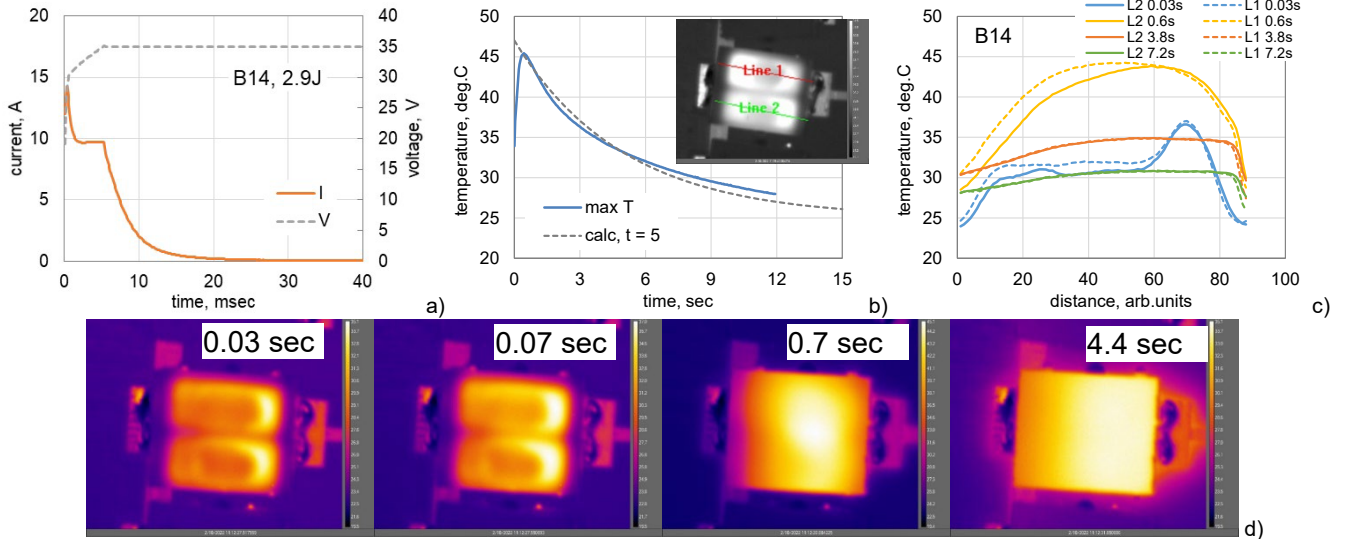 20
15
10
5
0
current, A
40
35
30
25
20
15
10
5
0
voltage, V
B14, 2.9J
I
V
0 10 20 30 40
time, msec
a)
50
45
40
35
30
25
20
temperature, deg.C
Line 1
Line 2
max T
calc, t = 5
0 3 6 9 12 15
time, sec
b)
L2 0.03s L1 0.03s
L2 0.6s L1 0.6s
L2 3.8s L1 3.8s
L2 7.2s L1 7.2s
B14
50
45
40
35
30
25
20
temperature, deg.C
0 20 40 60 80 100
distance, arb.units
c)
0.03 sec
0.07 sec
0.7 sec
4.4 sec
d)